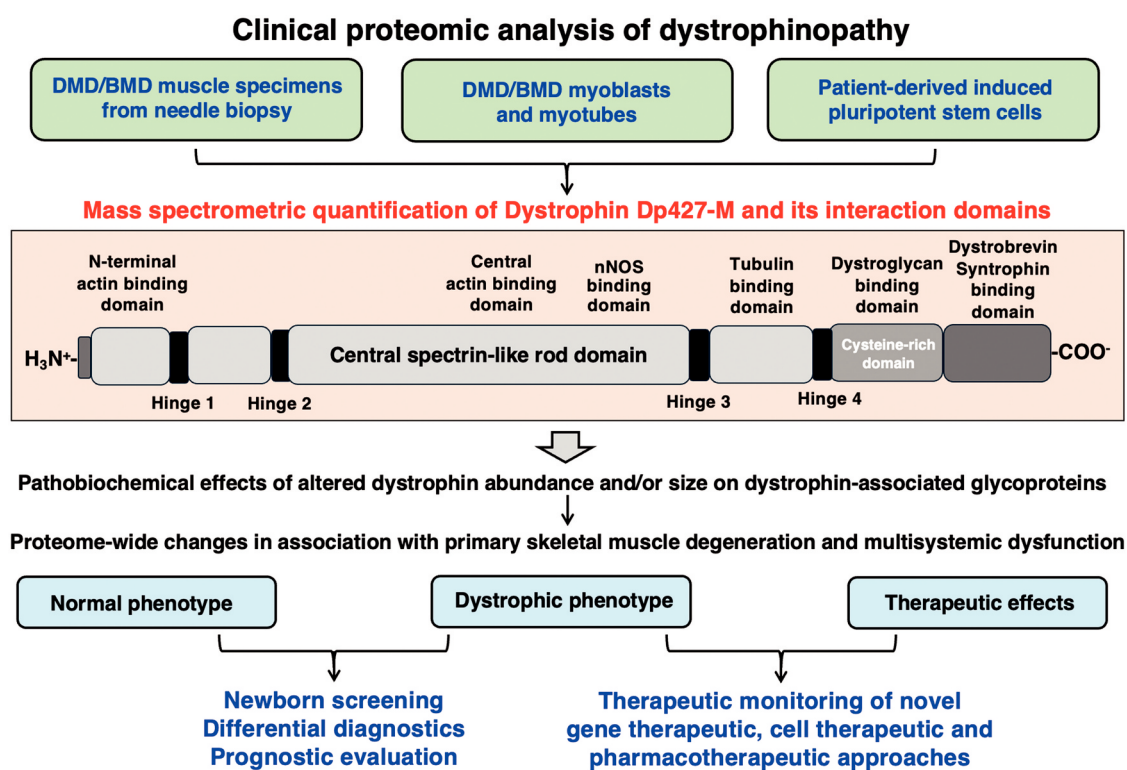 Clinical proteomic analysis of dystrophinopathy
DMD/BMD muscle specimens
from needle biopsy
DMD/BMD myoblasts
and myotubes
Patient-derived induced
pluripotent stem cells
Mass spectrometric quantification of Dystrophin Dp427-M and its interaction domains
N-terminal
actin binding
domain
Central
actin binding
domain
nNOS
binding
domain
Tubulin
binding
domain
Dystroglycan
binding
domain
Dystrobrevin
Syntrophin
binding
domain
H₃N⁺-
Central spectrin-like rod domain
Cysteine-rich
domain
-COO⁻
Hinge 1
Hinge 2
Hinge 3
Hinge 4
Pathobiochemical effects of altered dystrophin abundance and/or size on dystrophin-associated glycoproteins
Proteome-wide changes in association with primary skeletal muscle degeneration and multisystemic dysfunction
Normal phenotype
Dystrophic phenotype
Therapeutic effects
Newborn screening
Differential diagnostics
Prognostic evaluation
Therapeutic monitoring of novel
gene therapeutic, cell therapeutic and
pharmacotherapeutic approaches